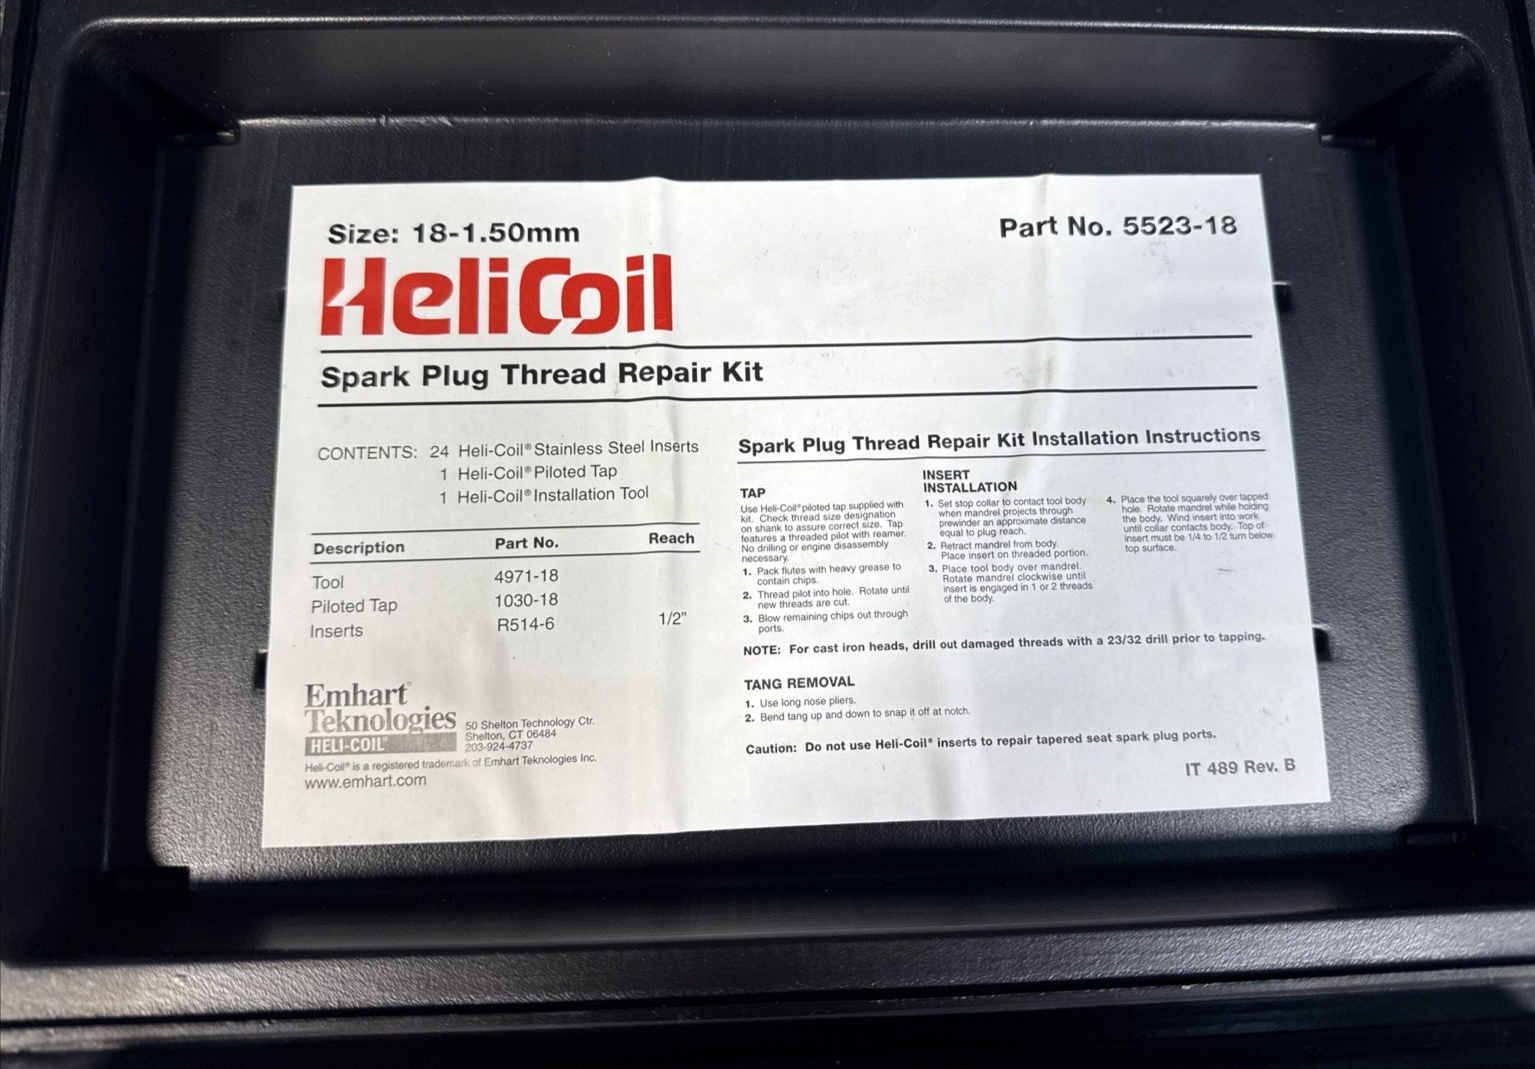 Size: 18-1.50mm
Part No. 5523-18
HeliCoil
Spark Plug Thread Repair Kit
CONTENTS: 24 Heli-Coil® Stainless Steel Inserts
1 Heli-Coil® Piloted Tap
1 Heli-Coil® Installation Tool
Description Part No. Reach
Tool 4971-18
Piloted Tap 1030-18
Inserts R514-6 1/2"
Emhart®
Teknologies
HELI-COIL®
50 Shelton Technology Ctr.
Shelton, CT 06484
203-924-4737
Heli-Coil® is a registered trademark of Emhart Teknologies Inc.
www.emhart.com
Spark Plug Thread Repair Kit Installation Instructions
TAP
Use Heli-Coil® piloted tap supplied with
kit. Check thread size designation
on shank to assure correct size. Tap
features a threaded pilot with reamer.
No drilling or engine disassembly
necessary.
1. Pack flutes with heavy grease to
contain chips.
2. Thread pilot into hole. Rotate until
new threads are cut.
3. Blow remaining chips out through
ports.
INSERT
INSTALLATION
1. Set stop collar to contact tool body
when mandrel projects through
prewinder an approximate distance
equal to plug reach.
2. Retract mandrel from body.
Place insert on threaded portion.
3. Place tool body over mandrel.
Rotate mandrel clockwise until
insert is engaged in 1 or 2 threads
of the body.
4. Place the tool squarely over tapped
hole. Rotate mandrel while holding
the body. Wind insert into work
until collar contacts body. Top of
insert must be 1/4 to 1/2 turn below
top surface.
NOTE: For cast iron heads, drill out damaged threads with a 23/32 drill prior to tapping.
TANG REMOVAL
1. Use long nose pliers.
2. Bend tang up and down to snap it off at notch.
Caution: Do not use Heli-Coil® inserts to repair tapered seat spark plug ports.
IT 489 Rev. B